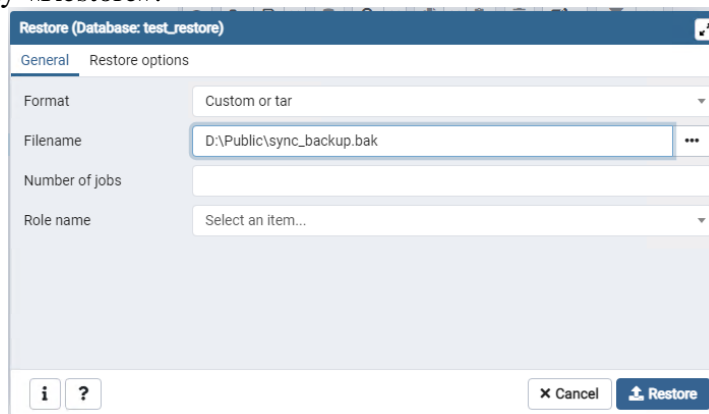 Restore (Database: test_restore)
General Restore options
Format Custom or tar
Filename D:\Public\sync_backup.bak
Number of jobs
Role name Select an item...
i ? Cancel Restore